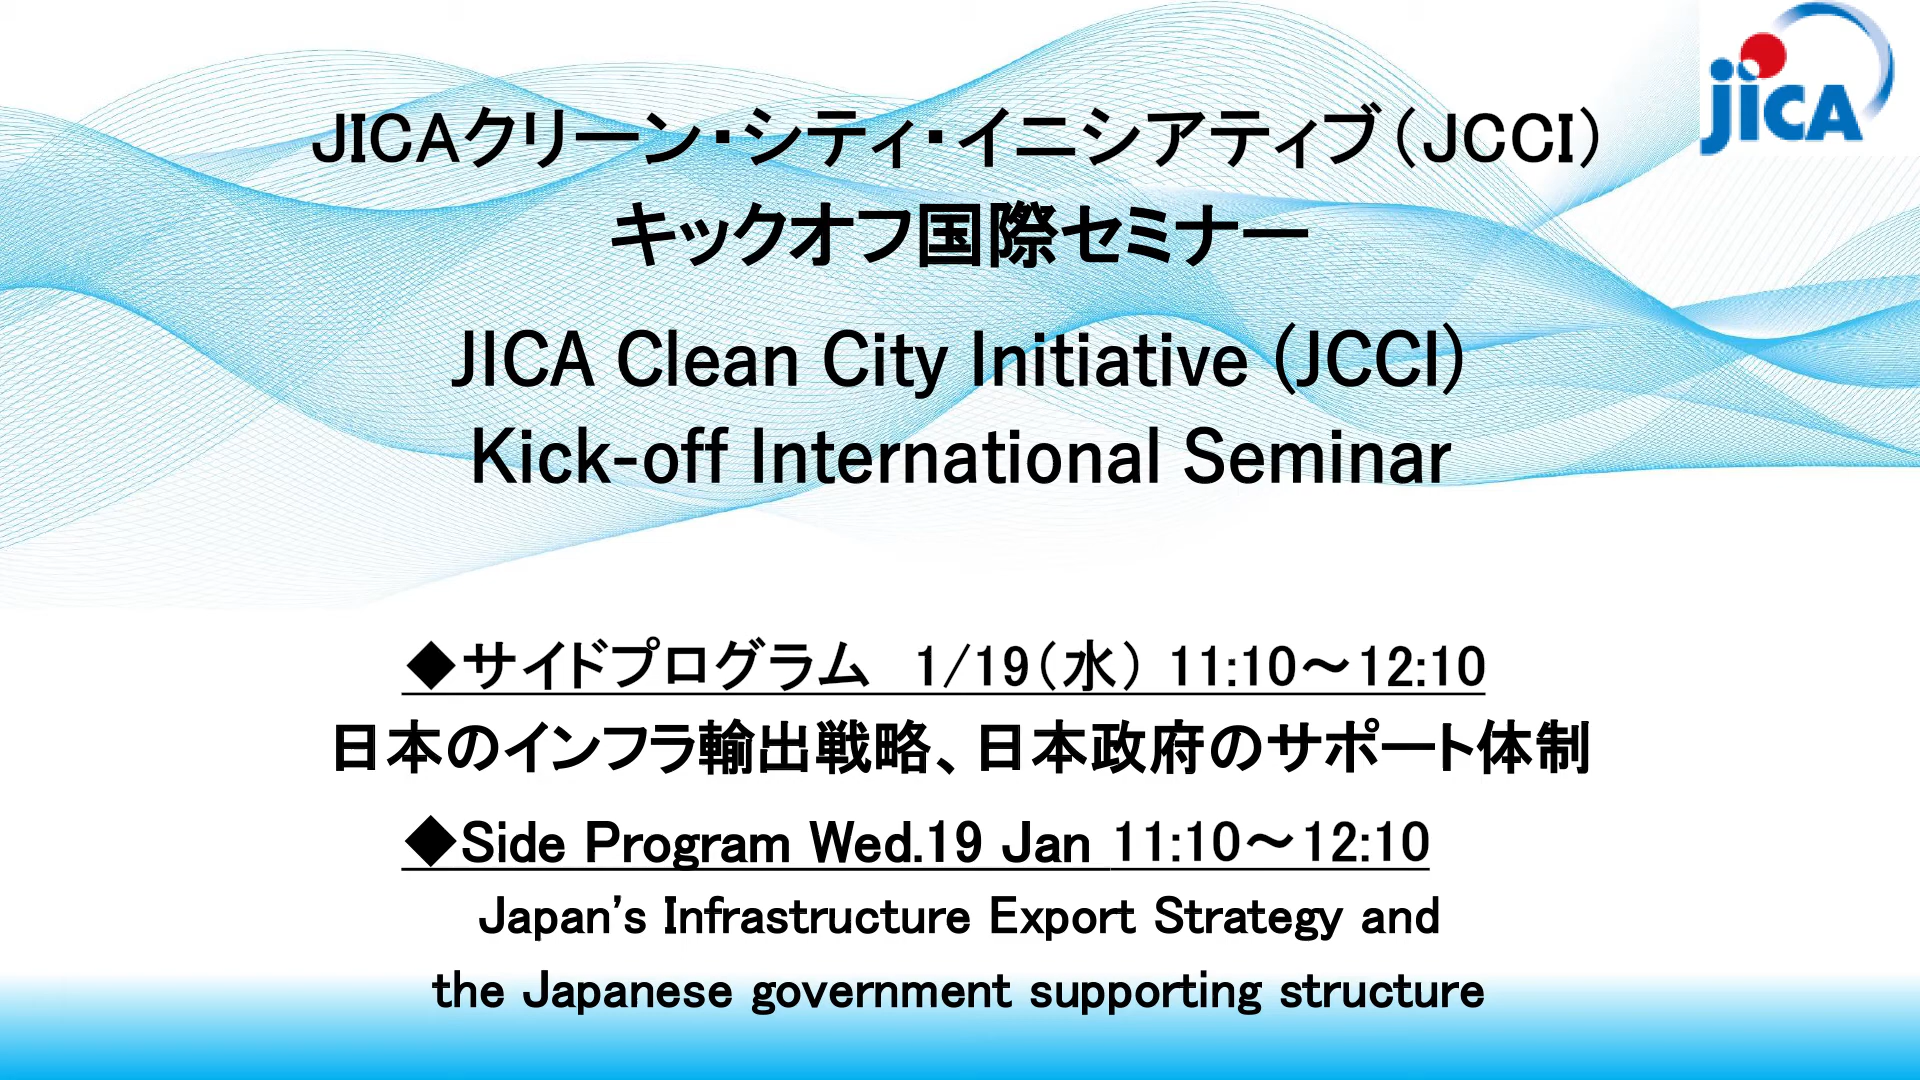 JICA
JICAクリーン・シティ・イニシアティブ（JCCI）
キックオフ国際セミナー
JICA Clean City Initiative (JCCI)
Kick-off International Seminar
◆サイドプログラム　1/19（水） 11:10～12:10
日本のインフラ輸出戦略、日本政府のサポート体制
◆Side Program Wed.19 Jan 11:10～12:10
Japan's Infrastructure Export Strategy and
the Japanese government supporting structure